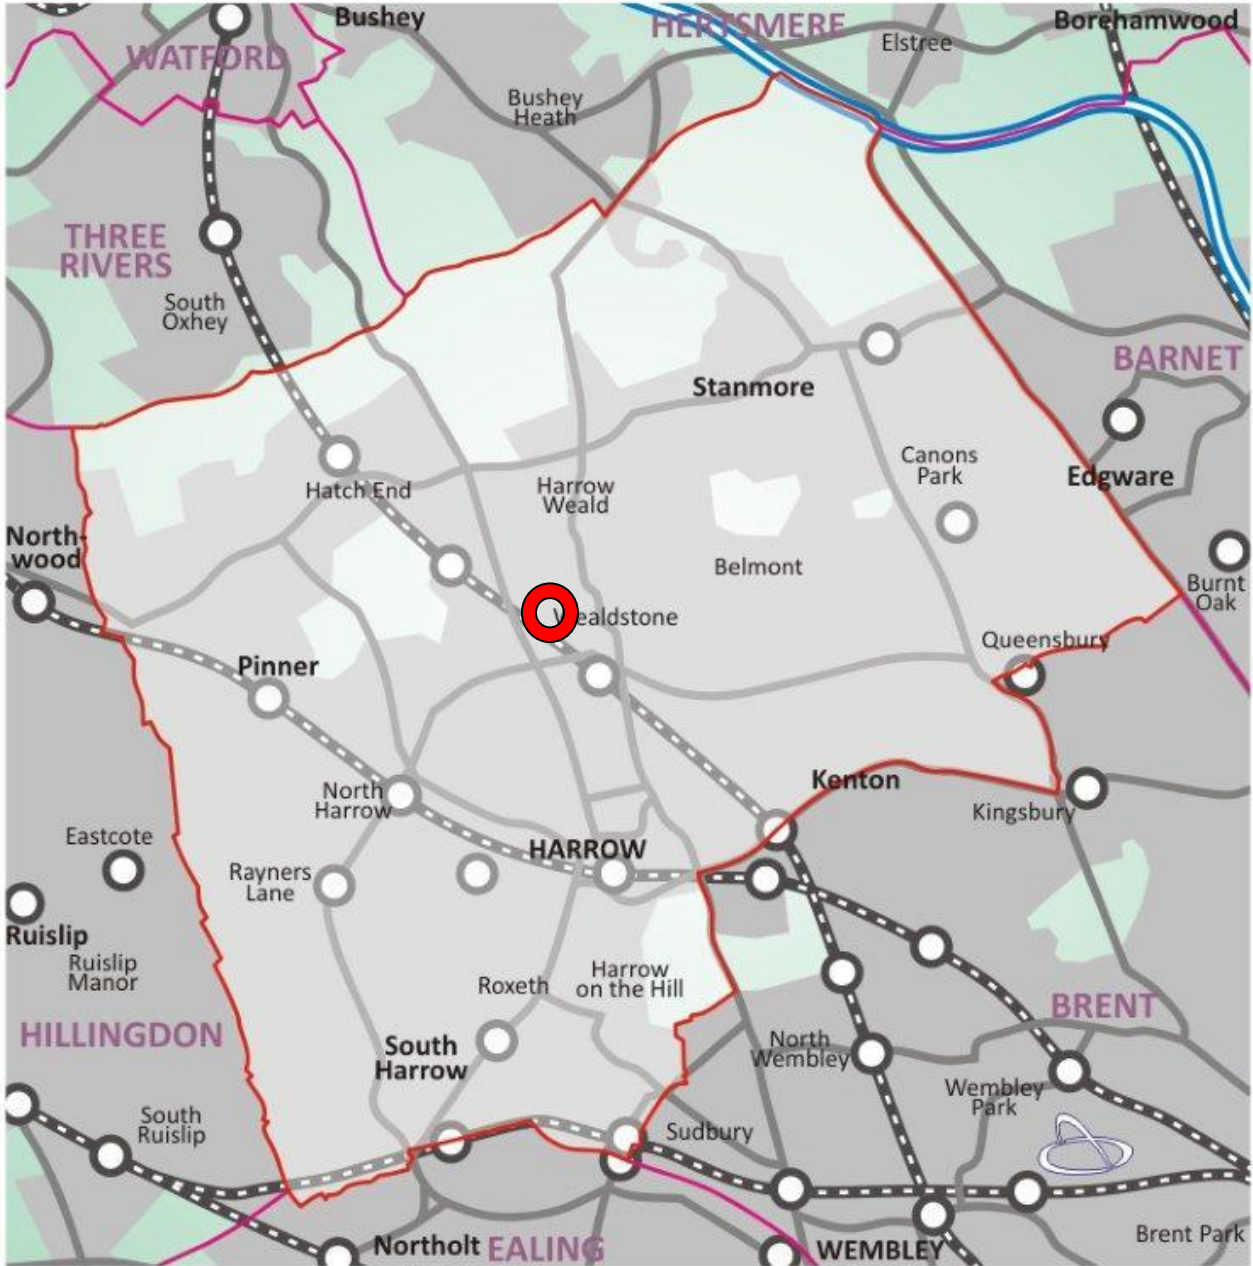 Bushey
HERTSMERE
Borehamwood
WATFORD
Elstree
Bushey
Heath
THREE
RIVERS
South
Oxhey
BARNET
Stanmore
Canons
Park
Edgware
Hatch End
Harrow
Weald
North-
wood
Belmont
Burnt
Oak
Wealdstone
Queensbury
Pinner
Kenton
North
Harrow
Kingsbury
Eastcote
HARROW
Rayners
Lane
Ruislip
Ruislip
Manor
Roxeth
Harrow
on the Hill
BRENT
HILLINGDON
South
Harrow
North
Wembley
Wembley
Park
South
Ruislip
Sudbury
Northolt
EALING
WEMBLEY
Brent Park